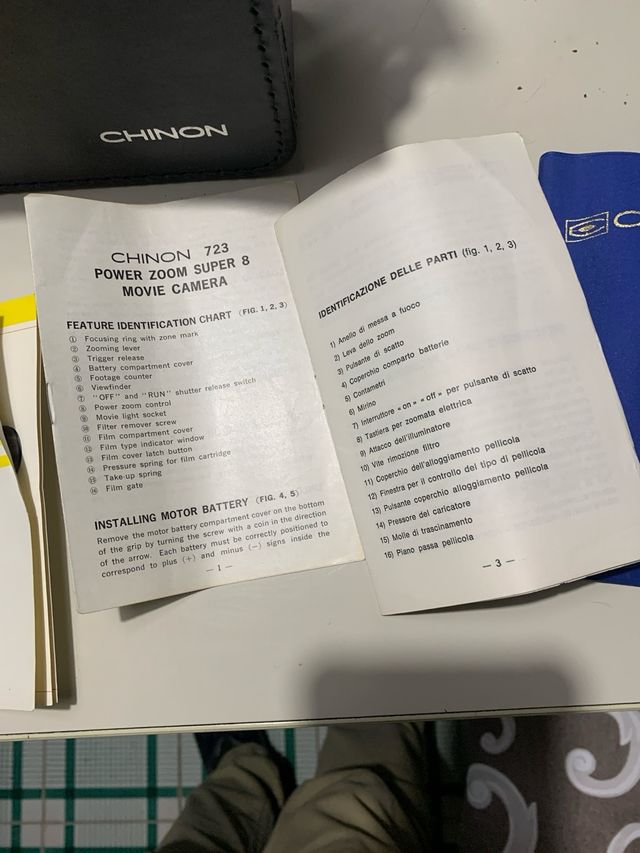 CHINON
CHINON 723
POWER ZOOM SUPER 8
MOVIE CAMERA
FEATURE IDENTIFICATION CHART (FIG. 1, 2, 3)
① Focusing ring with zone mark
② Zooming lever
③ Trigger release
④ Battery compartment cover
⑤ Footage counter
⑥ Viewfinder
⑦ "OFF" and "RUN" shutter release switch
⑧ Power zoom control
⑨ Movie light socket
⑩ Filter remover screw
⑪ Film compartment cover
⑫ Film type indicator window
⑬ Film cover latch button
⑭ Pressure spring for film cartridge
⑮ Take-up spring
⑯ Film gate
INSTALLING MOTOR BATTERY (FIG. 4, 5)
Remove the motor battery compartment cover on the bottom
of the grip by turning the screw with a coin in the direction
of the arrow. Each battery must be correctly positioned to
correspond to plus (+) and minus (−) signs inside the
— 1 —
IDENTIFICAZIONE DELLE PARTI (fig. 1, 2, 3)
1) Anello di messa a fuoco
2) Leva dello zoom
3) Pulsante di scatto
4) Coperchio comparto batterie
5) Contametri
6) Mirino
7) Interruttore «on» «off» per pulsante di scatto
8) Tastiera per zoomata elettrica
9) Attacco dell'illuminatore
10) Vite rimozione filtro
11) Coperchio dell'alloggiamento pellicola
12) Finestra per il controllo del tipo di pellicola
13) Pulsante coperchio alloggiamento pellicola
14) Pressore del caricatore
15) Molle di trascinamento
16) Piano passa pellicola
— 3 —
C